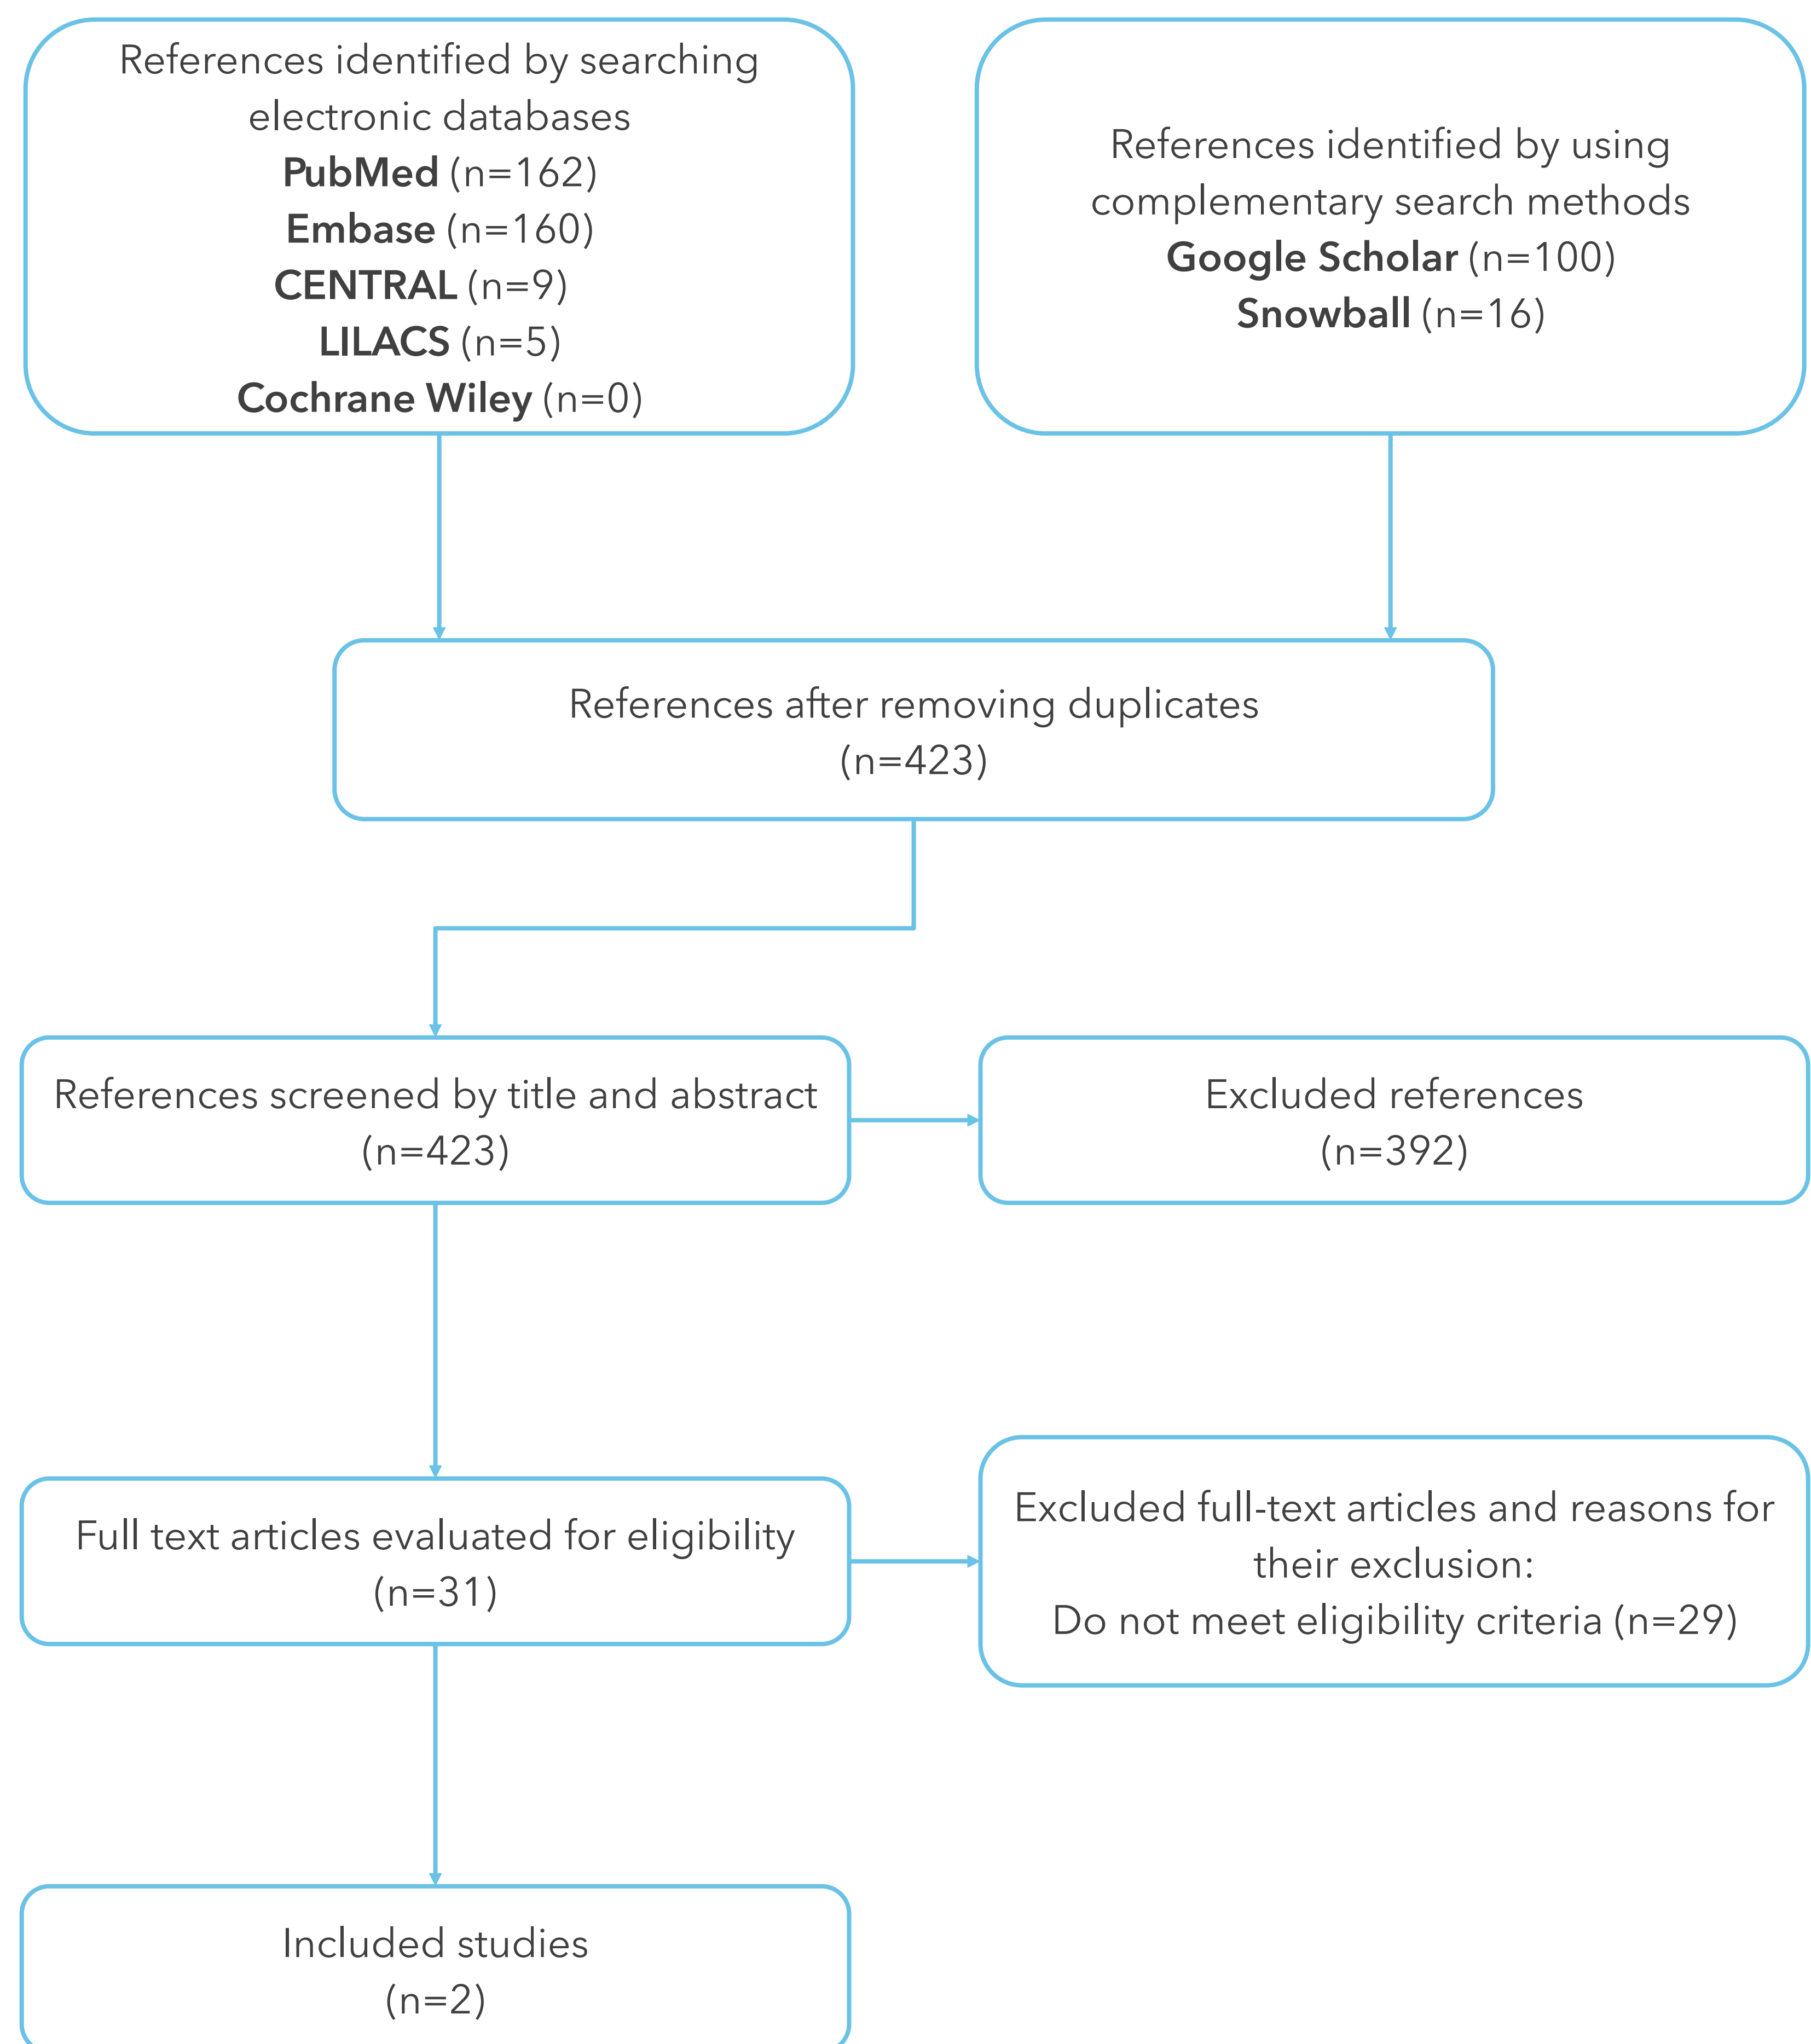 References identified by searching
electronic databases
PubMed (n=162)
Embase (n=160)
CENTRAL (n=9)
LILACS (n=5)
Cochrane Wiley (n=0)
References identified by using
complementary search methods
Google Scholar (n=100)
Snowball (n=16)
References after removing duplicates
(n=423)
References screened by title and abstract
(n=423)
Excluded references
(n=392)
Full text articles evaluated for eligibility
(n=31)
Excluded full-text articles and reasons for
their exclusion:
Do not meet eligibility criteria (n=29)
Included studies
(n=2)